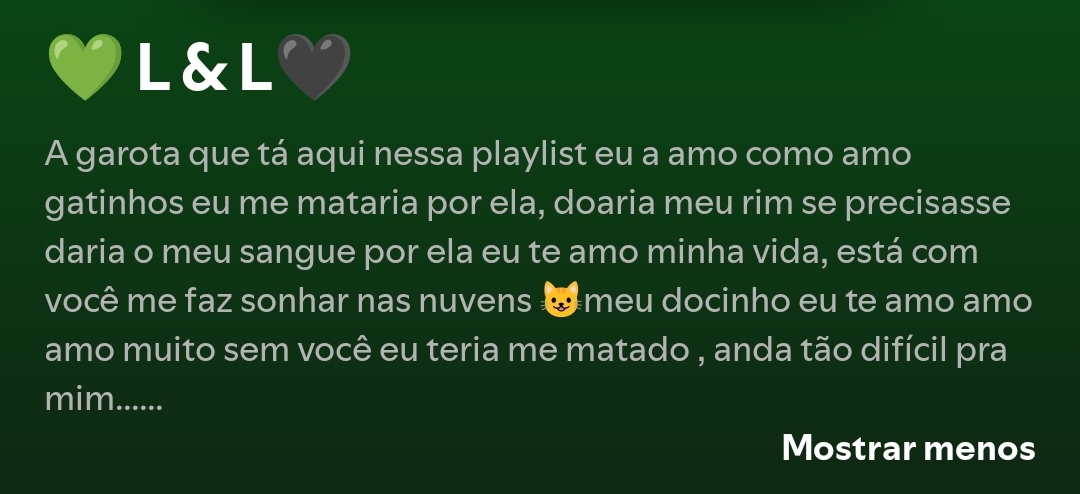 💚 L & L🖤
A garota que tá aqui nessa playlist eu a amo como amo
gatinhos eu me mataria por ela, doaria meu rim se precisasse
daria o meu sangue por ela eu te amo minha vida, está com
você me faz sonhar nas nuvens 😺meu docinho eu te amo amo
amo muito sem você eu teria me matado , anda tão difícil pra
mim......
Mostrar menos